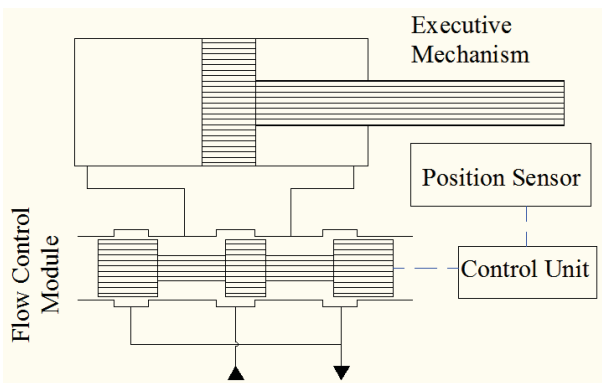 Executive
Mechanism
Position Sensor
Control Unit
Flow Control
Module